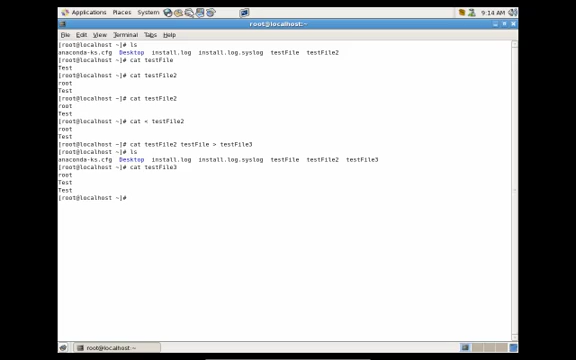 Applications Places System 9:14 AM
root@localhost:~
File Edit View Terminal Tabs Help
[root@localhost ~]# ls
anaconda-ks.cfg Desktop install.log install.log.syslog testFile testFile2
[root@localhost ~]# cat testFile
Test
[root@localhost ~]# cat testFile2
root
Test
[root@localhost ~]# cat testFile2
root
Test
[root@localhost ~]# cat < testFile2
root
Test
[root@localhost ~]# cat testFile2 testFile > testFile3
[root@localhost ~]# ls
anaconda-ks.cfg Desktop install.log install.log.syslog testFile testFile2 testFile3
[root@localhost ~]# cat testFile3
root
Test
Test
[root@localhost ~]#
root@localhost:~